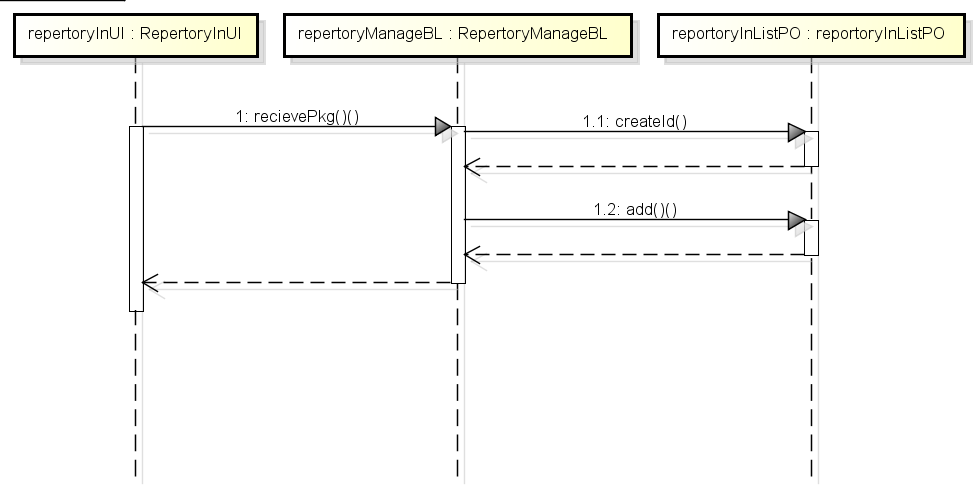 repertoryInUI : RepertoryInUI
repertoryManageBL : RepertoryManageBL
reportoryInListPO : reportoryInListPO
1: recievePkg()()
1.1: createId()
1.2: add()()